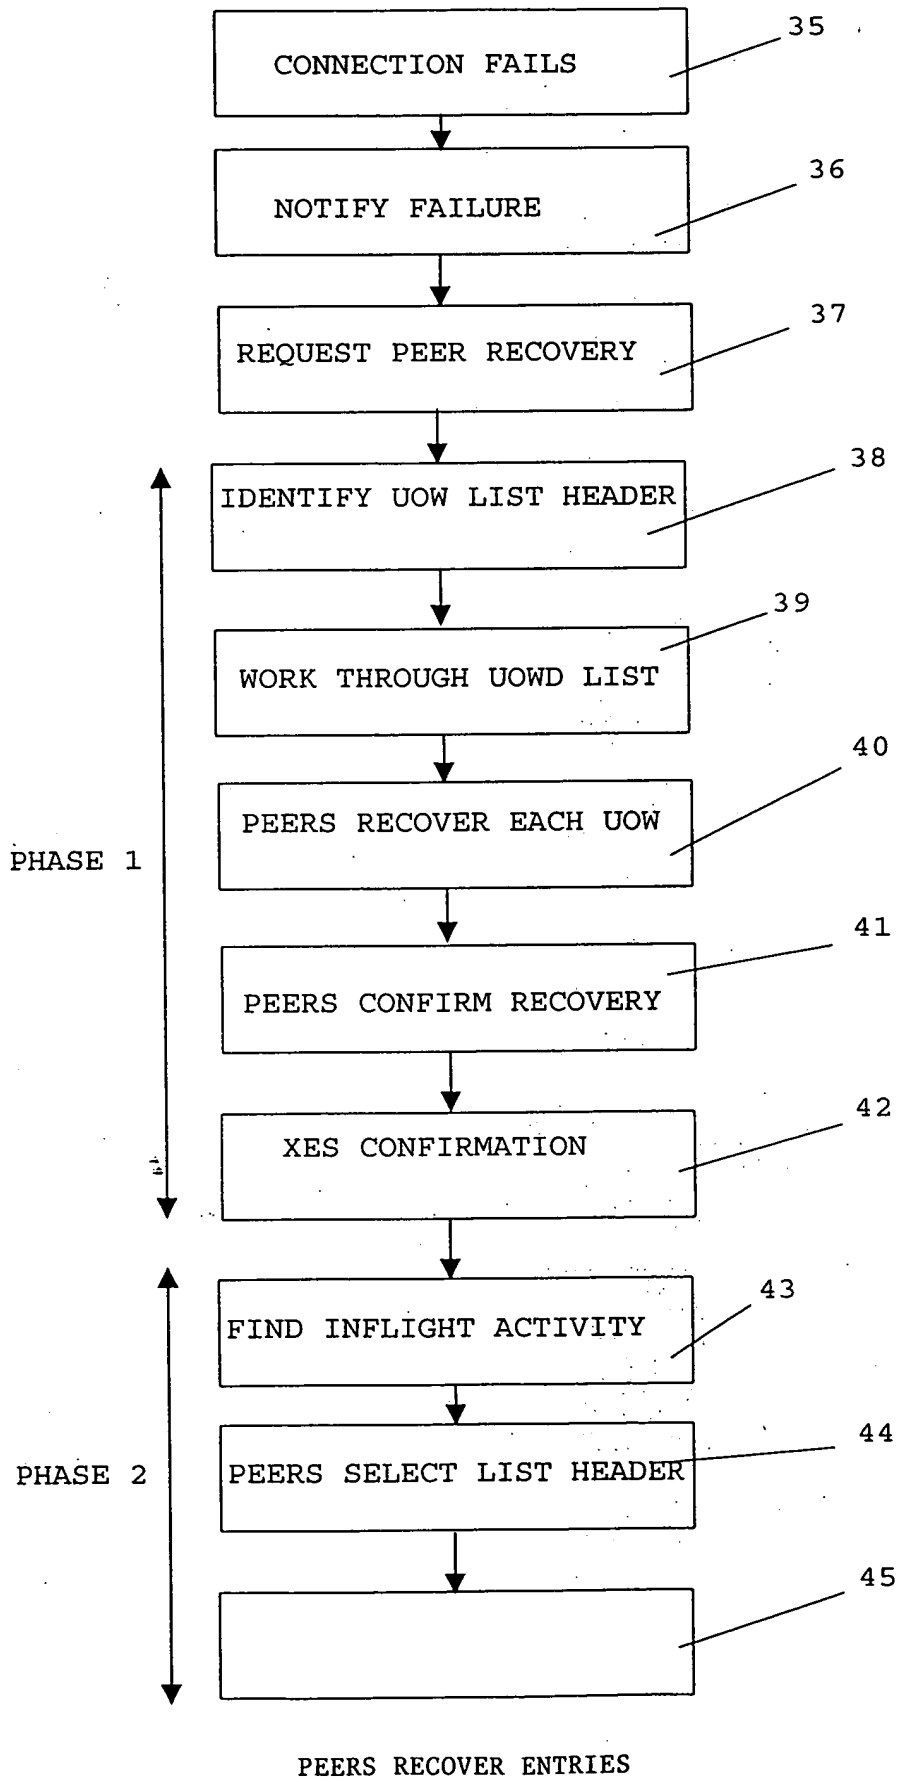 35
CONNECTION FAILS
36
NOTIFY FAILURE
37
REQUEST PEER RECOVERY
38
IDENTIFY UOW LIST HEADER
39
WORK THROUGH UOWD LIST
40
PEERS RECOVER EACH UOW
PHASE 1
41
PEERS CONFIRM RECOVERY
42
XES CONFIRMATION
43
FIND INFLIGHT ACTIVITY
44
PHASE 2
PEERS SELECT LIST HEADER
45
PEERS RECOVER ENTRIES